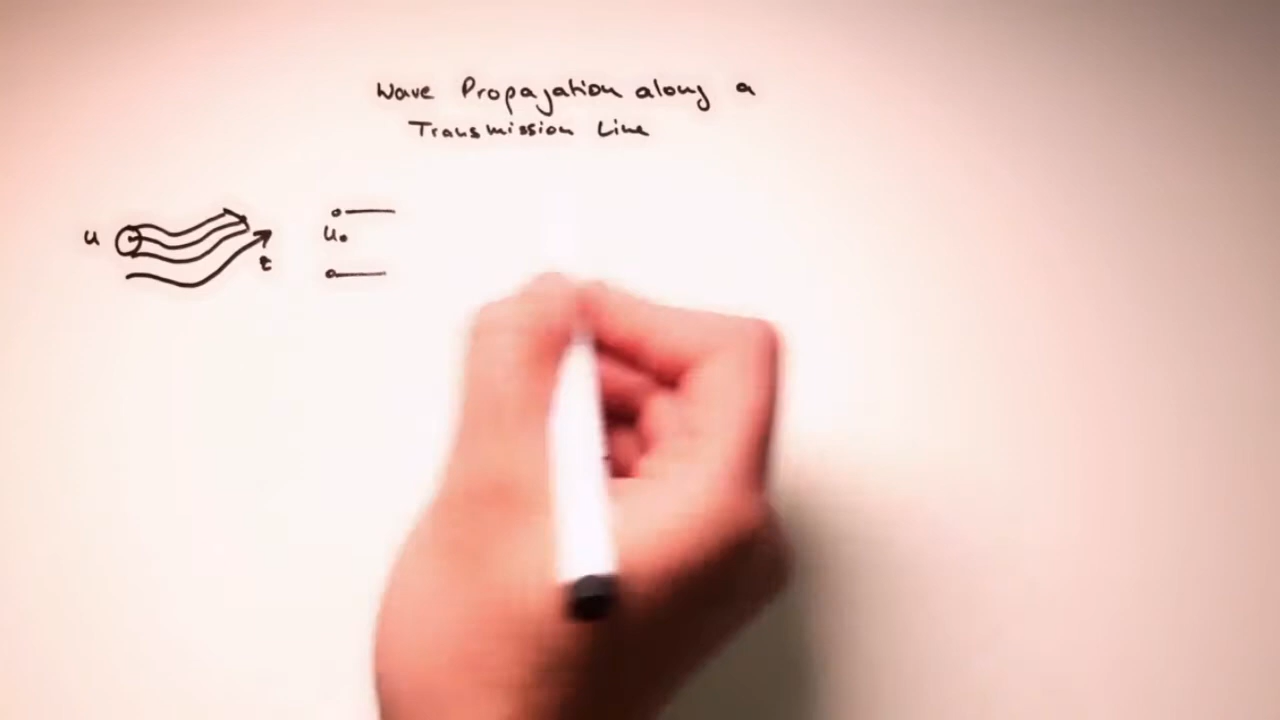 Wave Propagation along a
Transmission Line
u
t
u₀